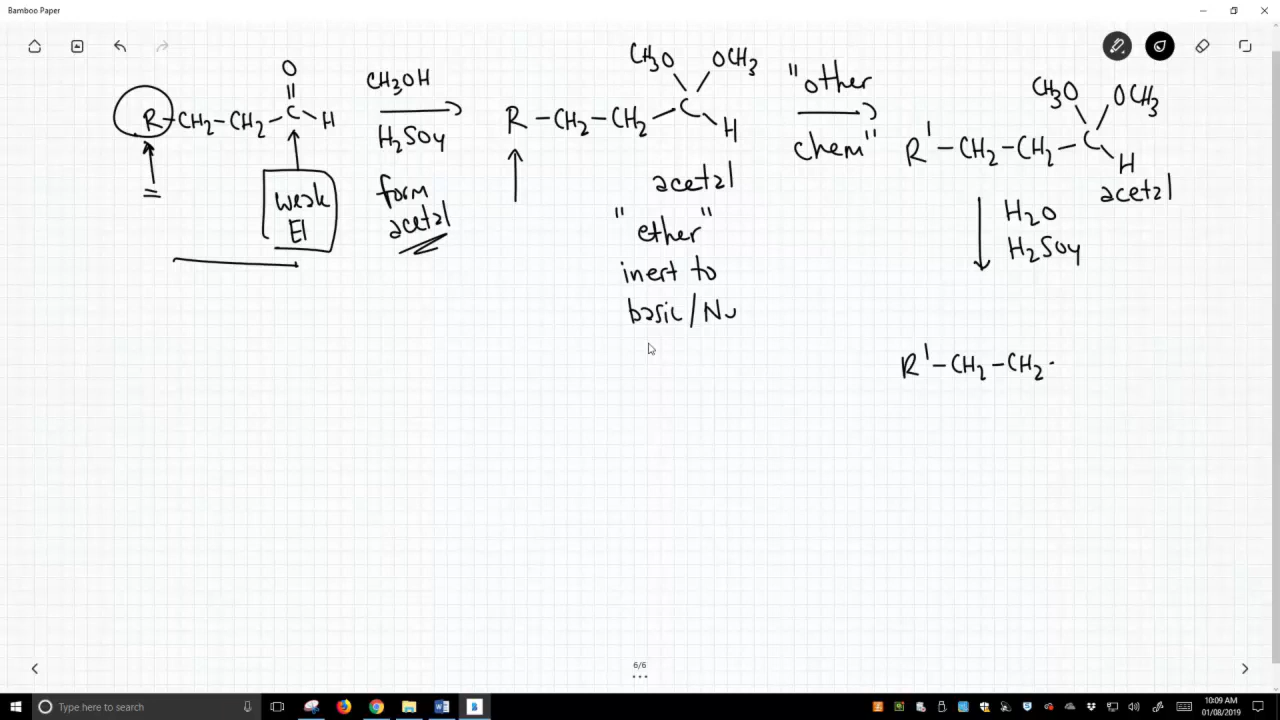 Bamboo Paper
O
R-CH2-CH2-C-H
CH3OH
H2SO4
form
acetal
weak
El
CH3O OCH3
R-CH2-CH2-C
H
acetal
"ether"
inert to
basic/Nu
"other
chem"
CH3O OCH3
R'-CH2-CH2-C
H
acetal
H2O
H2SO4
R'-CH2-CH2-
6/6
Type here to search
10:09 AM
01/08/2019